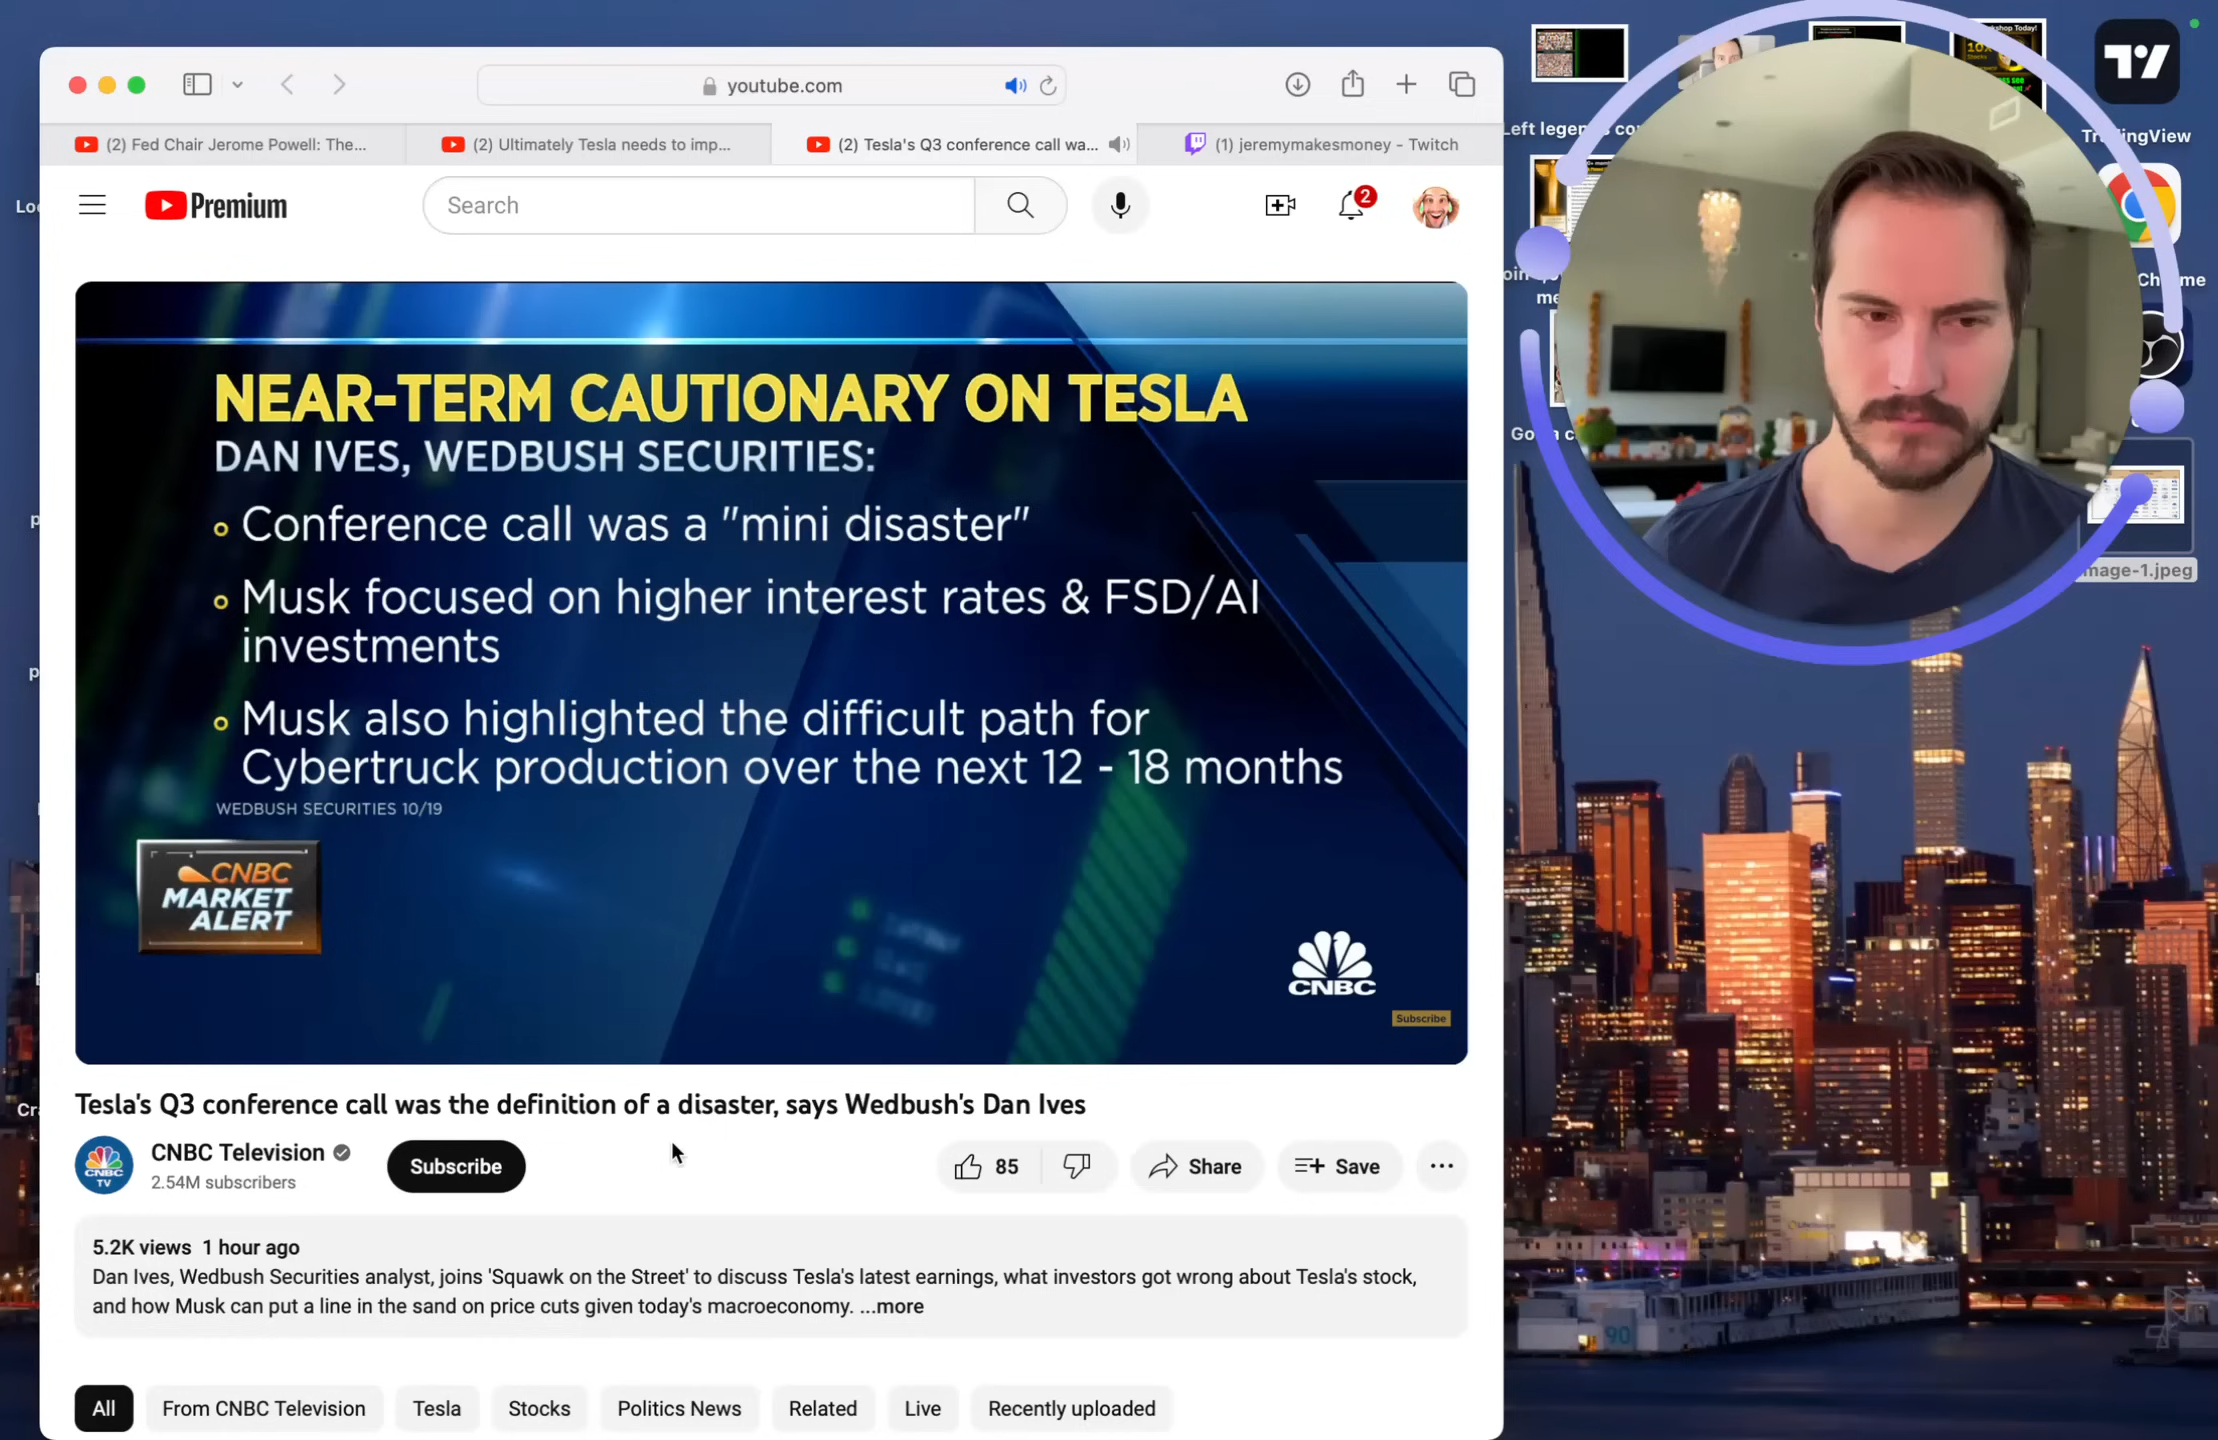 youtube.com
(2) Fed Chair Jerome Powell: The...
(2) Ultimately Tesla needs to imp...
(2) Tesla's Q3 conference call wa...
(1) jeremymakesmoney - Twitch
Premium
Search
2
NEAR-TERM CAUTIONARY ON TESLA
DAN IVES, WEDBUSH SECURITIES:
Conference call was a "mini disaster"
Musk focused on higher interest rates & FSD/AI
investments
Musk also highlighted the difficult path for
Cybertruck production over the next 12 - 18 months
WEDBUSH SECURITIES 10/19
CNBC
MARKET
ALERT
CNBC
Subscribe
Tesla's Q3 conference call was the definition of a disaster, says Wedbush's Dan Ives
CNBC
TV
CNBC Television
2.54M subscribers
Subscribe
85
Share
Save
5.2K views 1 hour ago
Dan Ives, Wedbush Securities analyst, joins 'Squawk on the Street' to discuss Tesla's latest earnings, what investors got wrong about Tesla's stock,
and how Musk can put a line in the sand on price cuts given today's macroeconomy. ...more
All
From CNBC Television
Tesla
Stocks
Politics News
Related
Live
Recently uploaded
kshop Today!
Left legen
TradingView
mage-1.jpeg
90